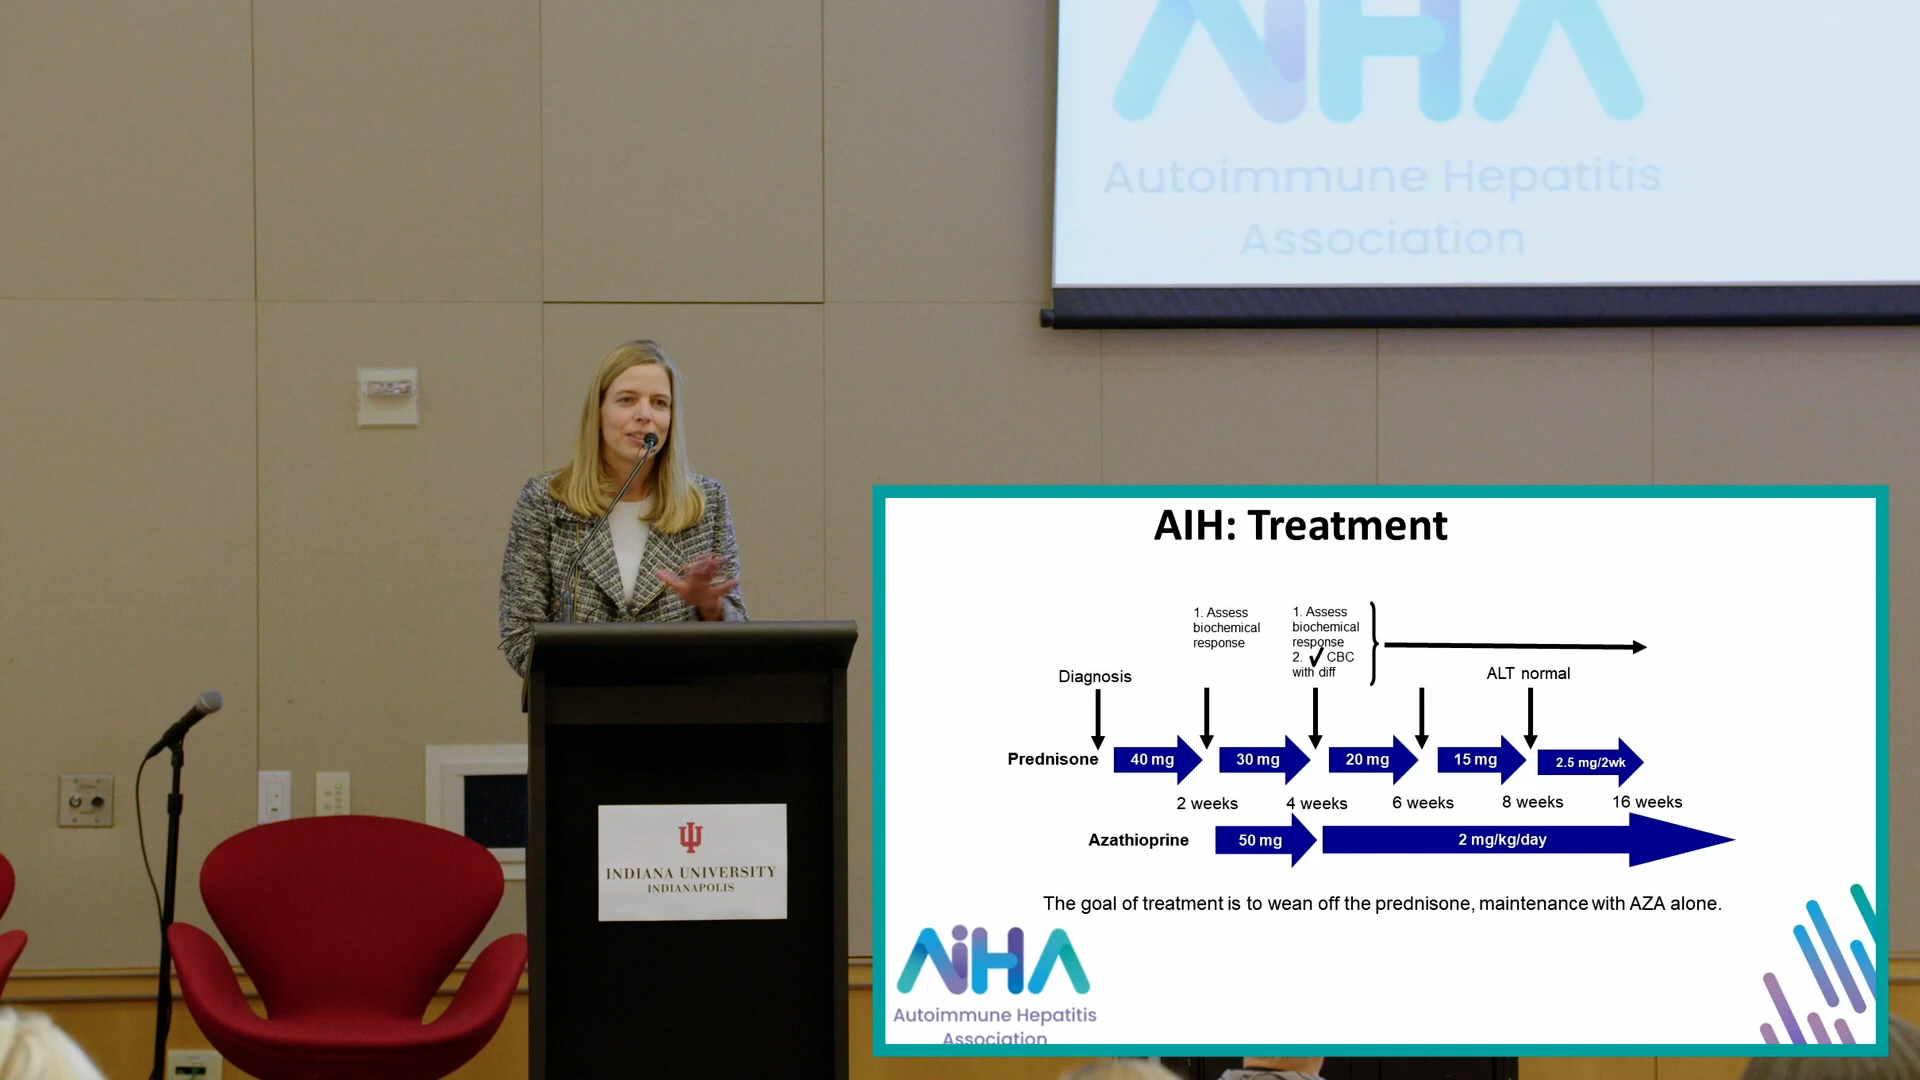 AiHA
Autoimmune Hepatitis
Association
INDIANA UNIVERSITY
INDIANAPOLIS
AIH: Treatment
1. Assess
biochemical
response
1. Assess
biochemical
response
2. ✓ CBC
with diff
Diagnosis
ALT normal
Prednisone
40 mg
30 mg
20 mg
15 mg
2.5 mg/2wk
2 weeks
4 weeks
6 weeks
8 weeks
16 weeks
Azathioprine
50 mg
2 mg/kg/day
The goal of treatment is to wean off the prednisone, maintenance with AZA alone.
AiHA
Autoimmune Hepatitis
Association